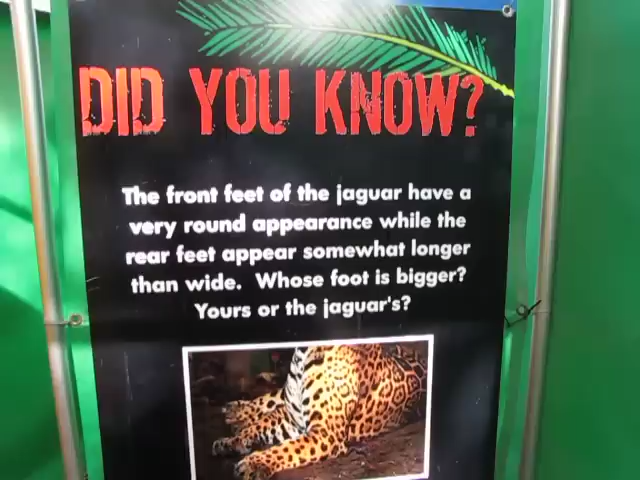 DID YOU KNOW?
The front feet of the jaguar have a
very round appearance while the
rear feet appear somewhat longer
than wide. Whose foot is bigger?
Yours or the jaguar's?